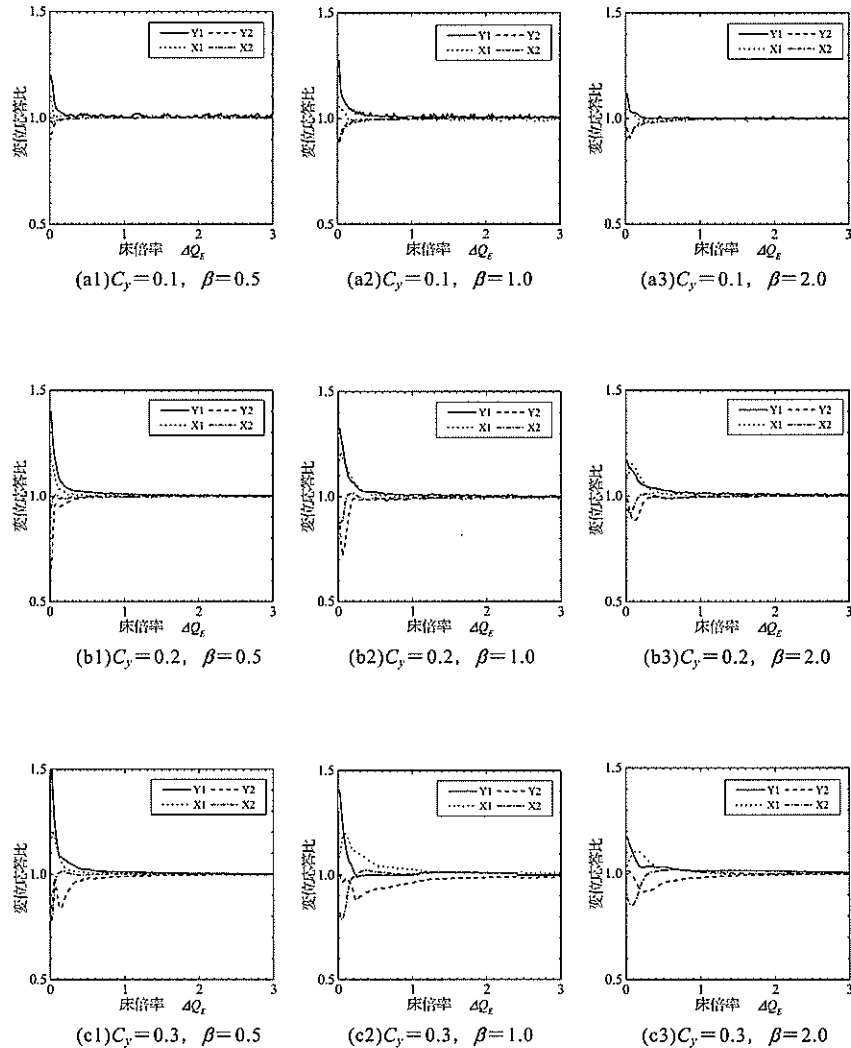 1.5
Y1 Y2
X1 X2
変位応答比
1.0
0.5
0 1 2 3
床倍率 ΔQ_E
(a1)C_y=0.1, β=0.5
1.5
Y1 Y2
X1 X2
変位応答比
1.0
0.5
0 1 2 3
床倍率 ΔQ_E
(a2)C_y=0.1, β=1.0
1.5
Y1 Y2
X1 X2
変位応答比
1.0
0.5
0 1 2 3
床倍率 ΔQ_E
(a3)C_y=0.1, β=2.0
1.5
Y1 Y2
X1 X2
変位応答比
1.0
0.5
0 1 2 3
床倍率 ΔQ_E
(b1)C_y=0.2, β=0.5
1.5
Y1 Y2
X1 X2
変位応答比
1.0
0.5
0 1 2 3
床倍率 ΔQ_E
(b2)C_y=0.2, β=1.0
1.5
Y1 Y2
X1 X2
変位応答比
1.0
0.5
0 1 2 3
床倍率 ΔQ_E
(b3)C_y=0.2, β=2.0
1.5
Y1 Y2
X1 X2
変位応答比
1.0
0.5
0 1 2 3
床倍率 ΔQ_E
(c1)C_y=0.3, β=0.5
1.5
Y1 Y2
X1 X2
変位応答比
1.0
0.5
0 1 2 3
床倍率 ΔQ_E
(c2)C_y=0.3, β=1.0
1.5
Y1 Y2
X1 X2
変位応答比
1.0
0.5
0 1 2 3
床倍率 ΔQ_E
(c3)C_y=0.3, β=2.0